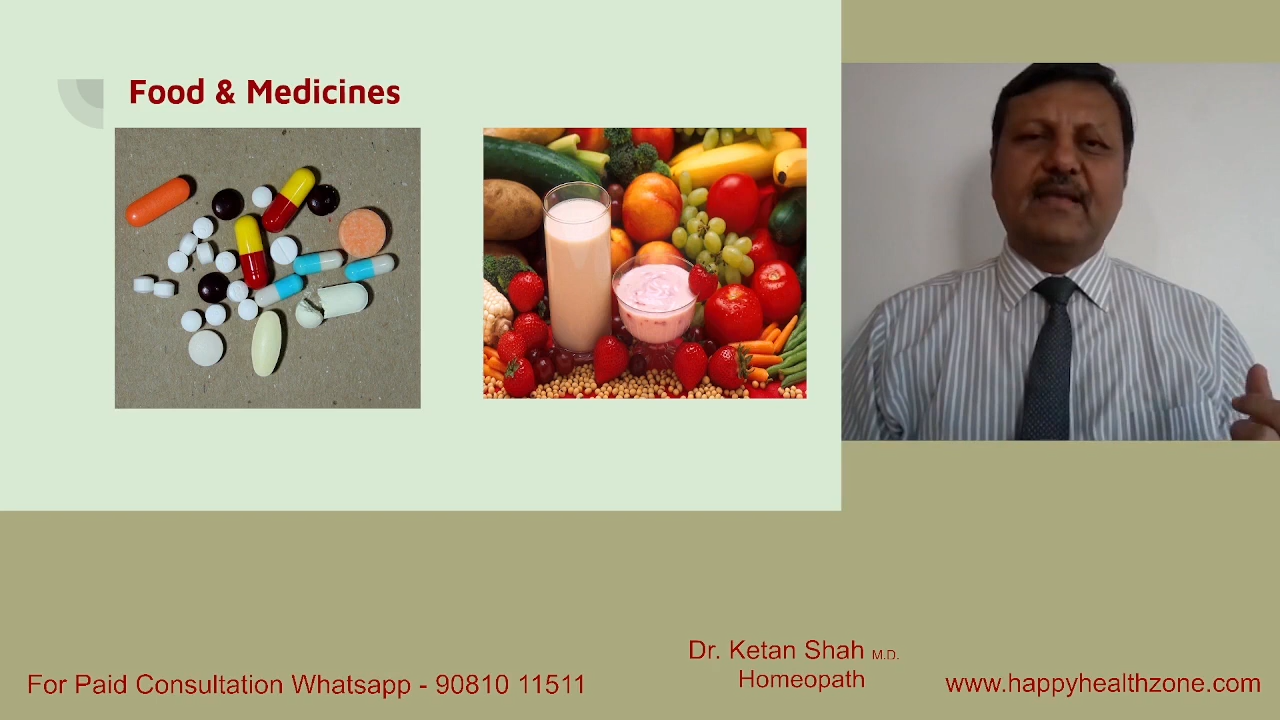 Food & Medicines
Dr. Ketan Shah M.D.
Homeopath
For Paid Consultation Whatsapp - 90810 11511
www.happyhealthzone.com